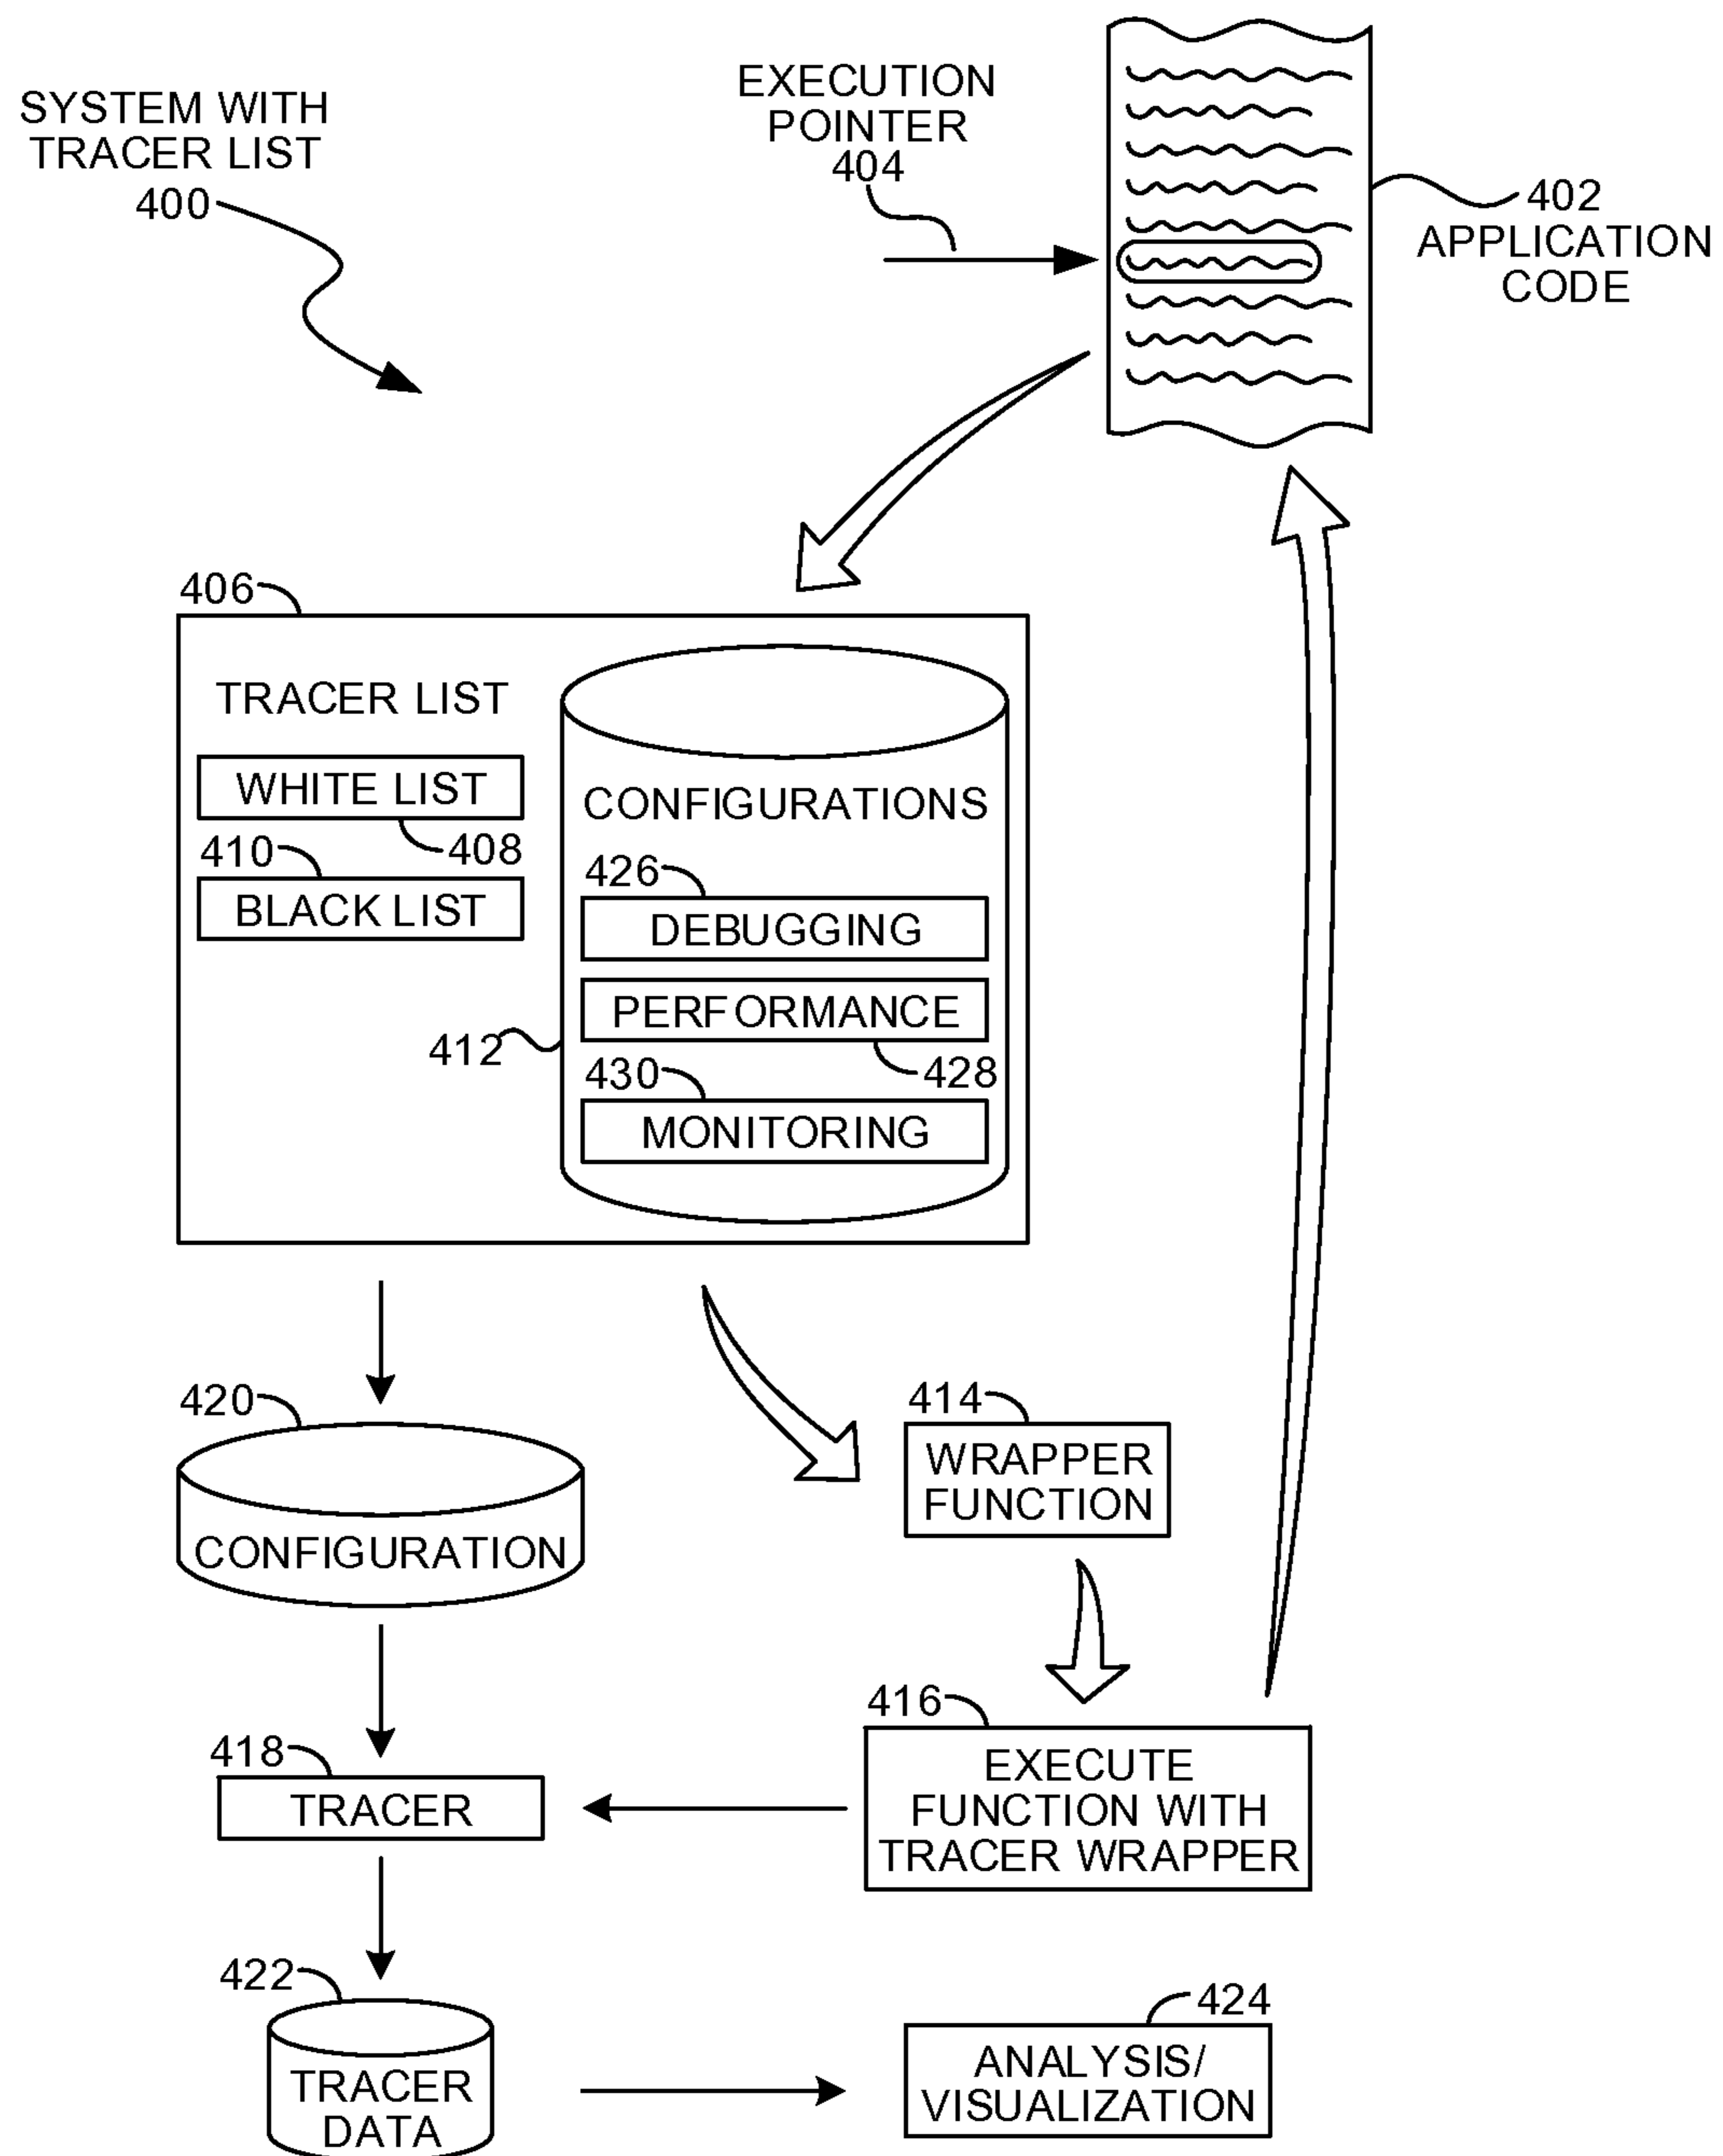 SYSTEM WITH
TRACER LIST
400
EXECUTION
POINTER
404
402
APPLICATION
CODE
406
TRACER LIST
WHITE LIST
408
410
BLACK LIST
CONFIGURATIONS
426
DEBUGGING
PERFORMANCE
412
428
430
MONITORING
420
CONFIGURATION
414
WRAPPER
FUNCTION
416
EXECUTE
FUNCTION WITH
TRACER WRAPPER
418
TRACER
422
TRACER
DATA
424
ANALYSIS/
VISUALIZATION